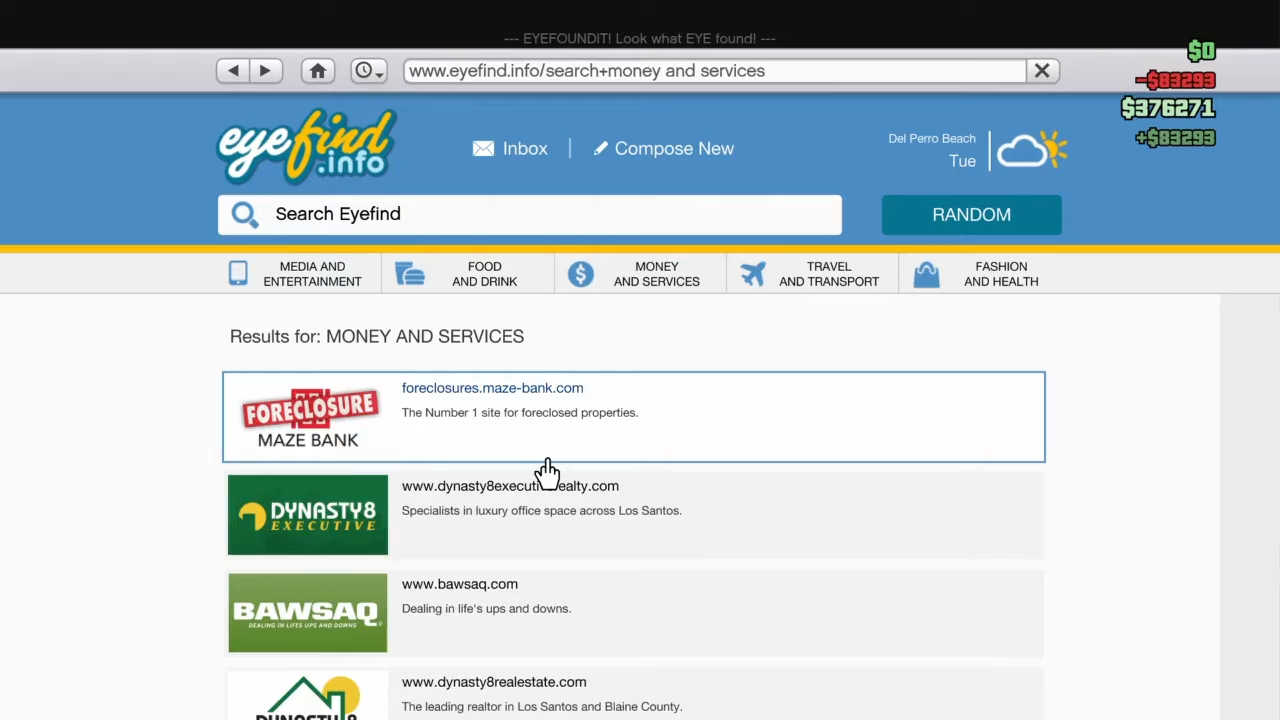 --- EYEFOUNDIT! Look what EYE found! ---
$0
www.eyefind.info/search+money and services
-$83293
$376271
+$83293
eyefind.info
Inbox
Compose New
Del Perro Beach
Tue
Search Eyefind
RANDOM
MEDIA AND
ENTERTAINMENT
FOOD
AND DRINK
MONEY
AND SERVICES
TRAVEL
AND TRANSPORT
FASHION
AND HEALTH
Results for: MONEY AND SERVICES
FORECLOSURE
MAZE BANK
foreclosures.maze-bank.com
The Number 1 site for foreclosed properties.
DYNASTY8
EXECUTIVE
www.dynasty8executiverealty.com
Specialists in luxury office space across Los Santos.
BAWSAQ
DEALING IN LIFES UPS AND DOWNS
www.bawsaq.com
Dealing in life's ups and downs.
DYNASTY8
www.dynasty8realestate.com
The leading realtor in Los Santos and Blaine County.